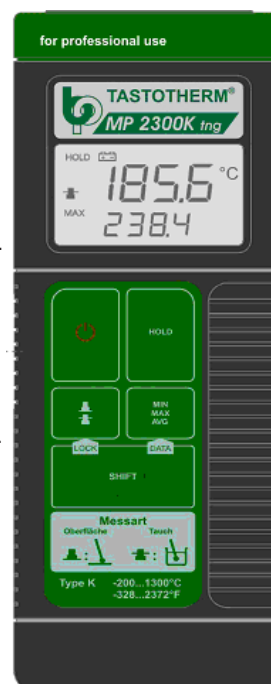 for professional use
TASTOTHERM®
MP 2300K tng
HOLD
185.6 °C
MAX 238.4
HOLD
MIN
MAX
AVG
LOCK DATA
SHIFT
Messart
Oberfläche Tauch
Type K -200...1300°C
-328...2372°F